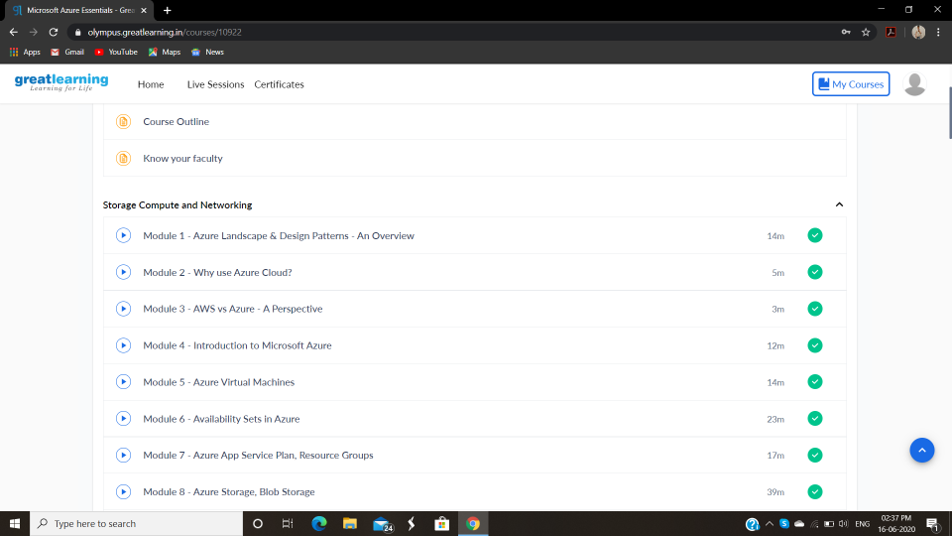 Microsoft Azure Essentials - Grea
olympus.greatlearning.in/courses/10922
Apps Gmail YouTube Maps News
greatlearning
Learning for Life
Home Live Sessions Certificates My Courses
Course Outline
Know your faculty
Storage Compute and Networking
Module 1 - Azure Landscape & Design Patterns - An Overview 14m
Module 2 - Why use Azure Cloud? 5m
Module 3 - AWS vs Azure - A Perspective 3m
Module 4 - Introduction to Microsoft Azure 12m
Module 5 - Azure Virtual Machines 14m
Module 6 - Availability Sets in Azure 23m
Module 7 - Azure App Service Plan, Resource Groups 17m
Module 8 - Azure Storage, Blob Storage 39m
Type here to search 24 ENG 02:37 PM
16-06-2020 1